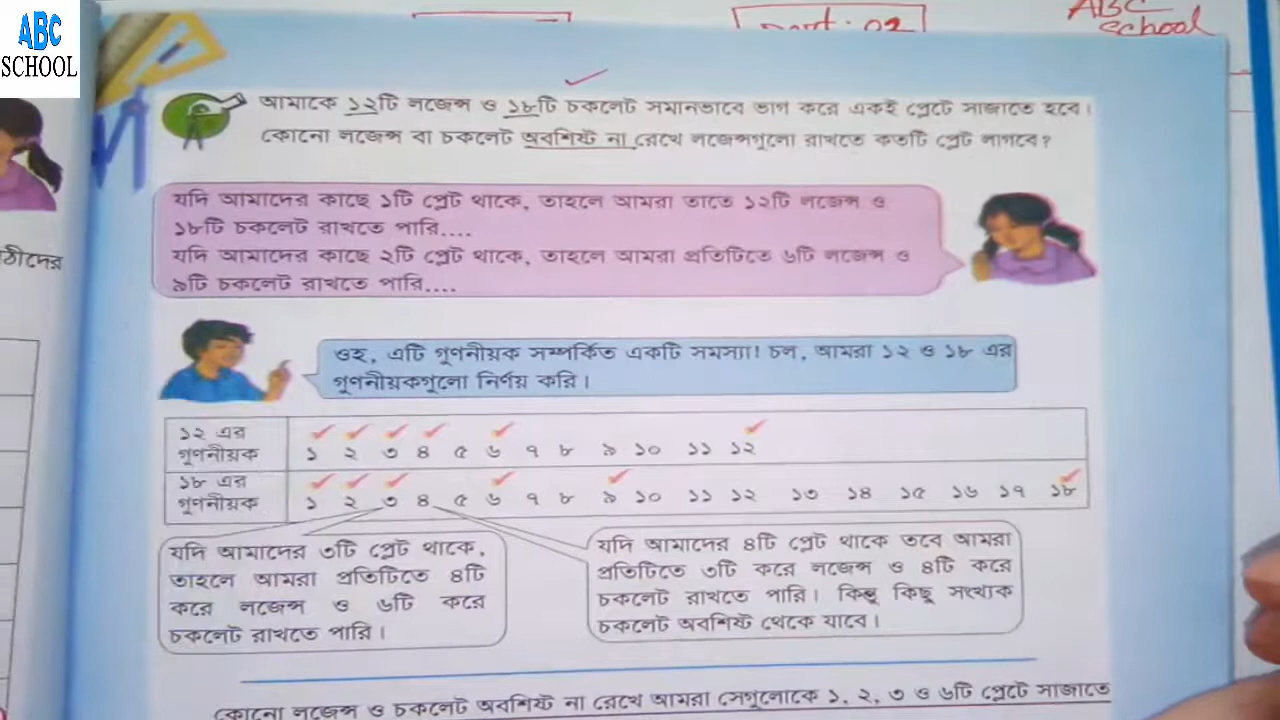 ABC
SCHOOL
ABC
school
আমাকে ১২টি লজেন্স ও ১৮টি চকলেট সমানভাবে ভাগ করে একই প্লেটে সাজাতে হবে।
কোনো লজেন্স বা চকলেট অবশিষ্ট না রেখে লজেন্সগুলো রাখতে কতটি প্লেট লাগবে?
যদি আমাদের কাছে ১টি প্লেট থাকে, তাহলে আমরা তাতে ১২টি লজেন্স ও
১৮টি চকলেট রাখতে পারি....
যদি আমাদের কাছে ২টি প্লেট থাকে, তাহলে আমরা প্রতিটিতে ৬টি লজেন্স ও
৯টি চকলেট রাখতে পারি....
ঠীদের
ওহ, এটি গুণনীয়ক সম্পর্কিত একটি সমস্যা! চল, আমরা ১২ ও ১৮ এর
গুণনীয়কগুলো নির্ণয় করি।
১২ এর
গুণনীয়ক ১ ২ ৩ ৪ ৫ ৬ ৭ ৮ ৯ ১০ ১১ ১২
১৮ এর
গুণনীয়ক ১ ২ ৩ ৪ ৫ ৬ ৭ ৮ ৯ ১০ ১১ ১২ ১৩ ১৪ ১৫ ১৬ ১৭ ১৮
যদি আমাদের ৩টি প্লেট থাকে,
তাহলে আমরা প্রতিটিতে ৪টি
করে লজেন্স ও ৬টি করে
চকলেট রাখতে পারি।
যদি আমাদের ৪টি প্লেট থাকে তবে আমরা
প্রতিটিতে ৩টি করে লজেন্স ও ৪টি করে
চকলেট রাখতে পারি। কিন্তু কিছু সংখ্যক
চকলেট অবশিষ্ট থেকে যাবে।
কোনো লজেন্স ও চকলেট অবশিষ্ট না রেখে আমরা সেগুলোকে ১, ২, ৩ ও ৬টি প্লেটে সাজাতে